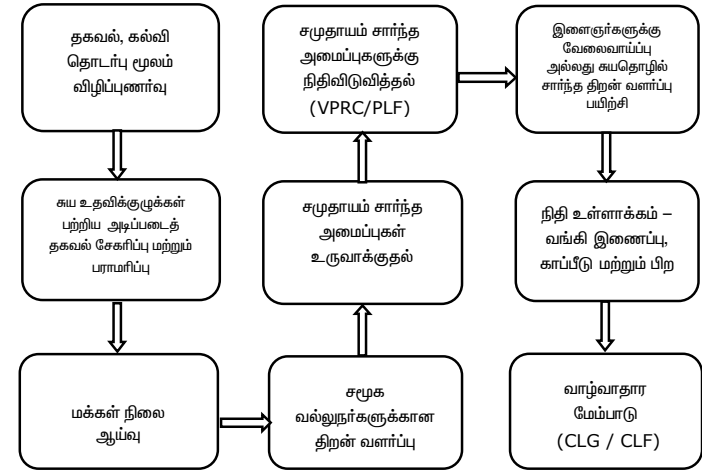 தகவல், கல்வி
தொடர்பு மூலம்
விழிப்புணர்வு
சுய உதவிக்குழுக்கள்
பற்றிய அடிப்படைத்
தகவல் சேகரிப்பு மற்றும்
பராமரிப்பு
மக்கள் நிலை
ஆய்வு
சமூக
வல்லுநர்களுக்கான
திறன் வளர்ப்பு
சமுதாயம் சார்ந்த
அமைப்புகள்
உருவாக்குதல்
சமுதாயம் சார்ந்த
அமைப்புகளுக்கு
நிதிவிடுவித்தல்
(VPRC/PLF)
இளைஞர்களுக்கு
வேலைவாய்ப்பு
அல்லது சுயதொழில்
சார்ந்த திறன் வளர்ப்பு
பயிற்சி
நிதி உள்ளாக்கம் –
வங்கி இணைப்பு,
காப்பீடு மற்றும் பிற
வாழ்வாதார
மேம்பாடு
(CLG / CLF)